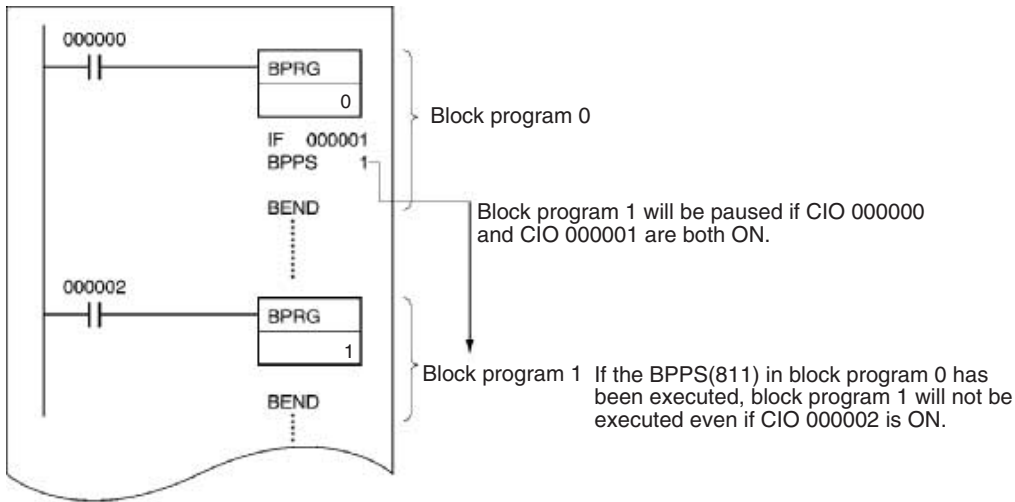 000000
BPRG
0
Block program 0
IF 000001
BPPS 1
BEND
Block program 1 will be paused if CIO 000000
and CIO 000001 are both ON.
000002
BPRG
1
Block program 1
If the BPPS(811) in block program 0 has
been executed, block program 1 will not be
executed even if CIO 000002 is ON.
BEND